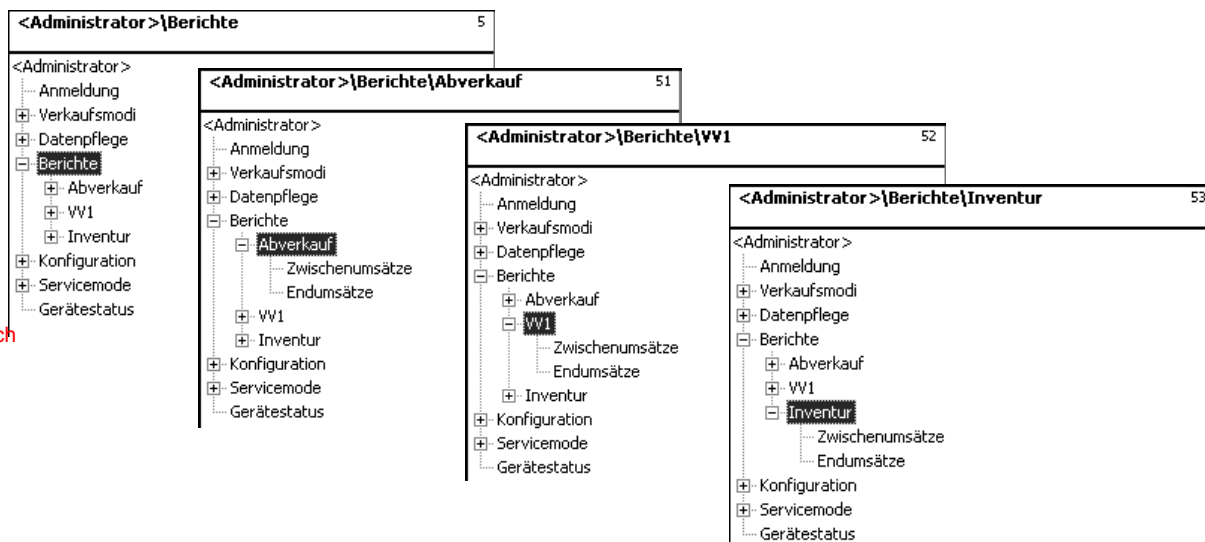 <Administrator>\Berichte 5
<Administrator>
Anmeldung
Verkaufsmodi
Datenpflege
Berichte
Abverkauf
VV1
Inventur
Konfiguration
Servicemode
Gerätestatus
ch
<Administrator>\Berichte\Abverkauf 51
<Administrator>
Anmeldung
Verkaufsmodi
Datenpflege
Berichte
Abverkauf
Zwischenumsätze
Endumsätze
VV1
Inventur
Konfiguration
Servicemode
Gerätestatus
<Administrator>\Berichte\VV1 52
<Administrator>
Anmeldung
Verkaufsmodi
Datenpflege
Berichte
Abverkauf
VV1
Zwischenumsätze
Endumsätze
Inventur
Konfiguration
Servicemode
Gerätestatus
<Administrator>\Berichte\Inventur 53
<Administrator>
Anmeldung
Verkaufsmodi
Datenpflege
Berichte
Abverkauf
VV1
Inventur
Zwischenumsätze
Endumsätze
Konfiguration
Servicemode
Gerätestatus